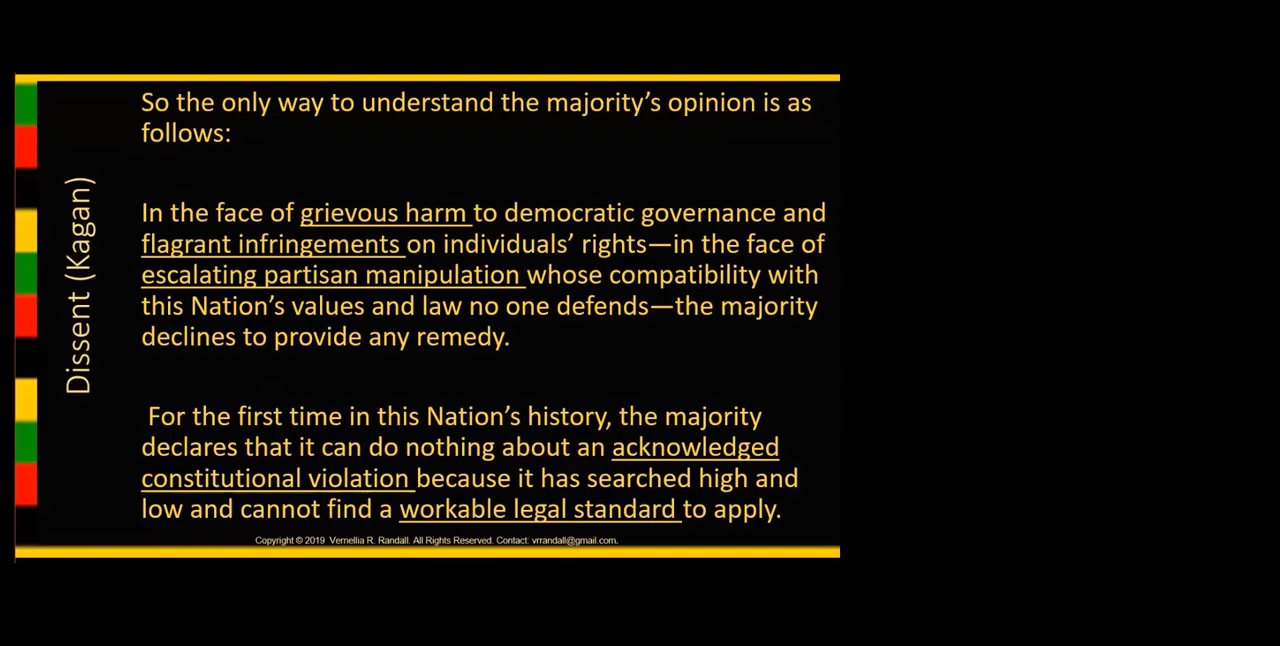 Dissent (Kagan)
So the only way to understand the majority’s opinion is as
follows:
In the face of grievous harm to democratic governance and
flagrant infringements on individuals’ rights—in the face of
escalating partisan manipulation whose compatibility with
this Nation’s values and law no one defends—the majority
declines to provide any remedy.
For the first time in this Nation’s history, the majority
declares that it can do nothing about an acknowledged
constitutional violation because it has searched high and
low and cannot find a workable legal standard to apply.
Copyright © 2019 Vernellia R. Randall. All Rights Reserved. Contact: vrrandall@gmail.com.